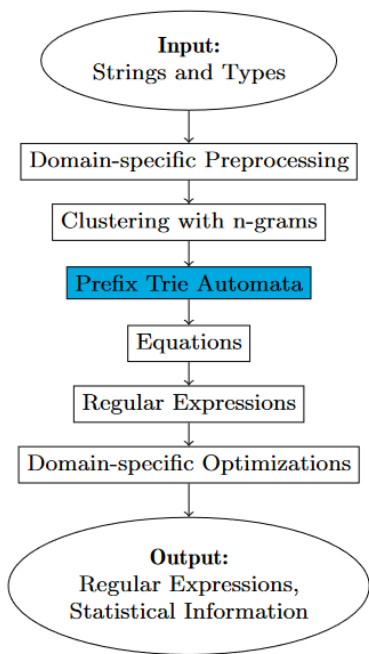 Input:
Strings and Types
Domain-specific Preprocessing
Clustering with n-grams
Prefix Trie Automata
Equations
Regular Expressions
Domain-specific Optimizations
Output:
Regular Expressions,
Statistical Information